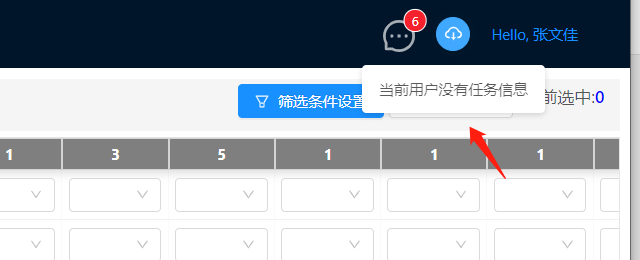 6
Hello, 张文佳
当前用户没有任务信息
筛选条件设置
前选中:0
1 3 5 1 1 1